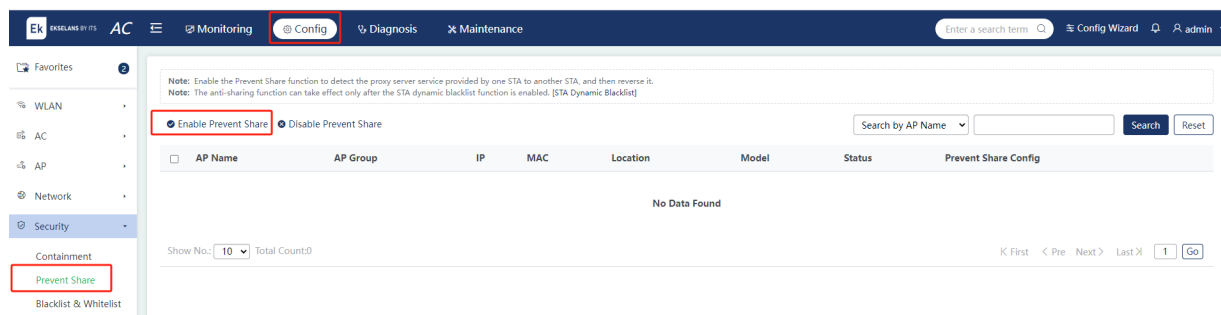 Ek EKSELANS BY ITS AC Monitoring Config Diagnosis Maintenance Enter a search term Config Wizard admin
Favorites 2
WLAN
AC
AP
Network
Security
Containment
Prevent Share
Blacklist & Whitelist
Note: Enable the Prevent Share function to detect the proxy server service provided by one STA to another STA, and then reverse it.
Note: The anti-sharing function can take effect only after the STA dynamic blacklist function is enabled. [STA Dynamic Blacklist]
Enable Prevent Share Disable Prevent Share Search by AP Name Search Reset
AP Name AP Group IP MAC Location Model Status Prevent Share Config
No Data Found
Show No.: 10 Total Count:0 First Pre Next Last 1 Go